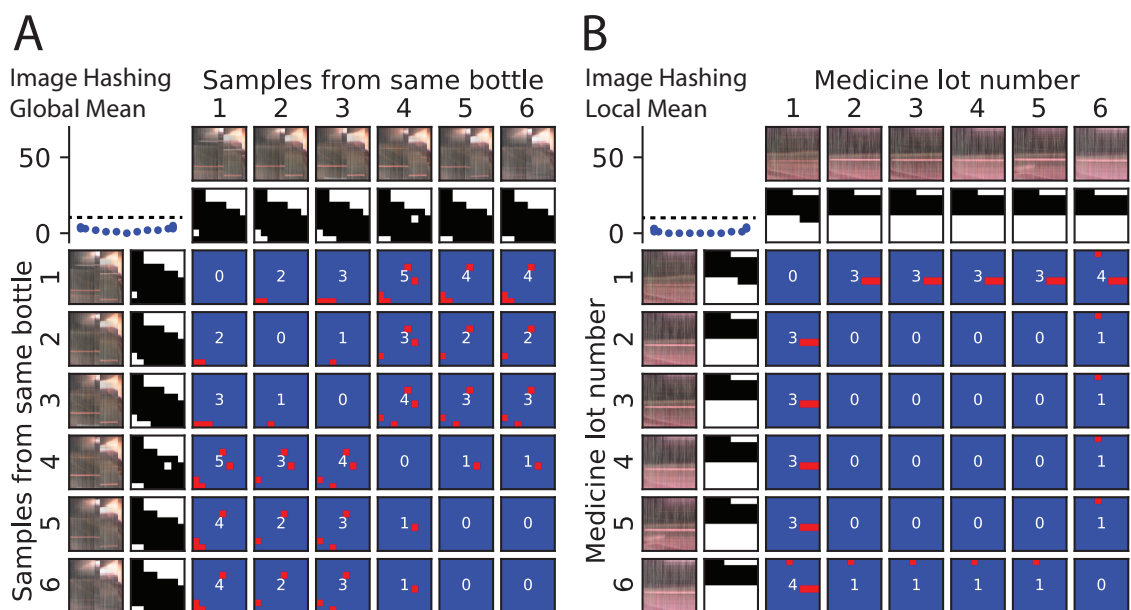 A
Image Hashing
Global Mean
Samples from same bottle
1 2 3 4 5 6
50
0
Samples from same bottle
1 0 2 3 5 4 4
2 2 0 1 3 2 2
3 3 1 0 4 3 3
4 5 3 4 0 1 1
5 4 2 3 1 0 0
6 4 2 3 1 0 0
B
Image Hashing
Local Mean
Medicine lot number
1 2 3 4 5 6
50
0
Medicine lot number
1 0 3 3 3 3 4
2 3 0 0 0 0 1
3 3 0 0 0 0 1
4 3 0 0 0 0 1
5 3 0 0 0 0 1
6 4 1 1 1 1 0